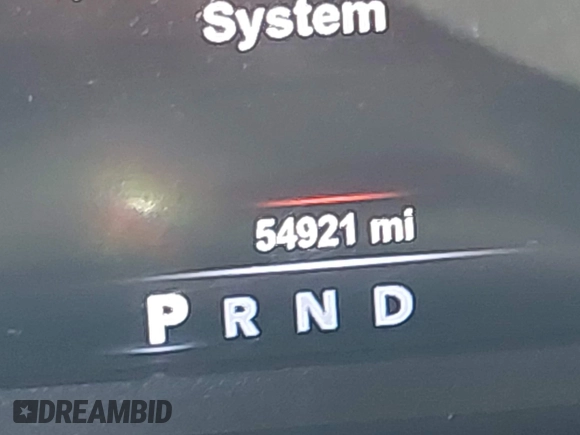 System
54921 mi
P R N D
DREAMBID